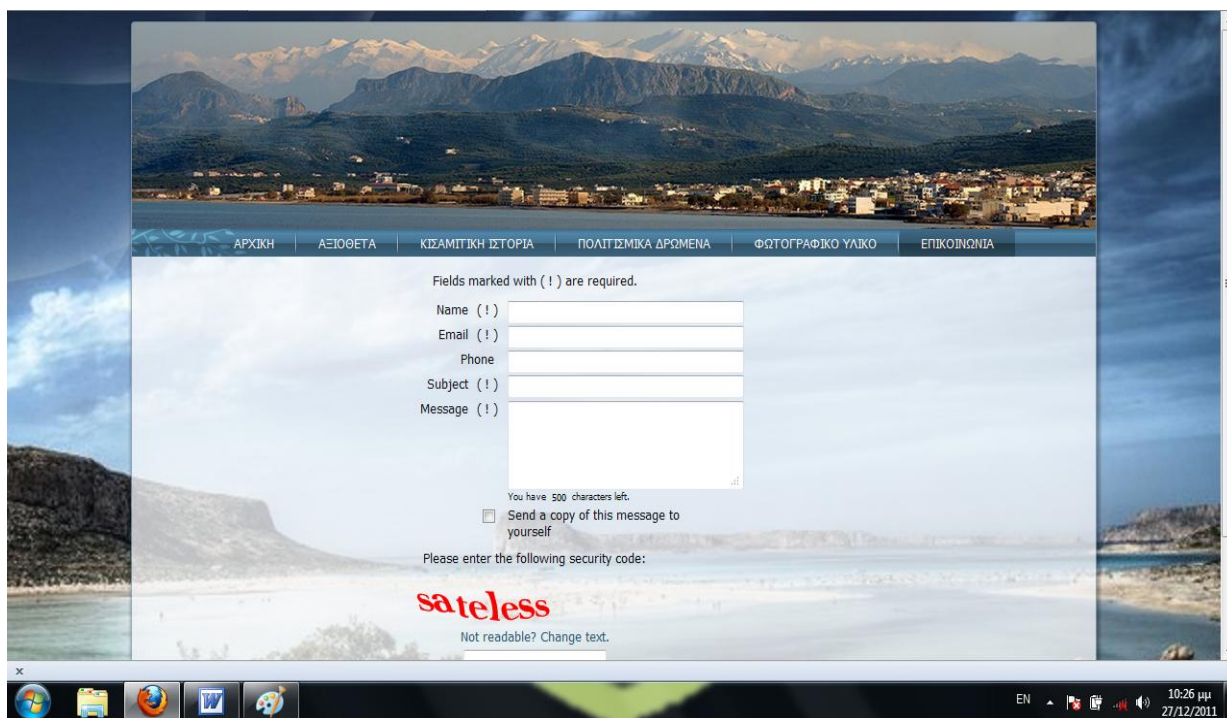 ΑΡΧΙΚΗ ΑΞΙΟΘΕΤΑ ΚΙΣΑΜΙΤΙΚΗ ΙΣΤΟΡΙΑ ΠΟΛΙΤΙΣΜΙΚΑ ΔΡΩΜΕΝΑ ΦΩΤΟΓΡΑΦΙΚΟ ΥΛΙΚΟ ΕΠΙΚΟΙΝΩΝΙΑ
Fields marked with ( ! ) are required.
Name ( ! )
Email ( ! )
Phone
Subject ( ! )
Message ( ! )
You have 500 characters left.
Send a copy of this message to
yourself
Please enter the following security code:
sateless
Not readable? Change text.
EN 10:26 μμ
27/12/2011